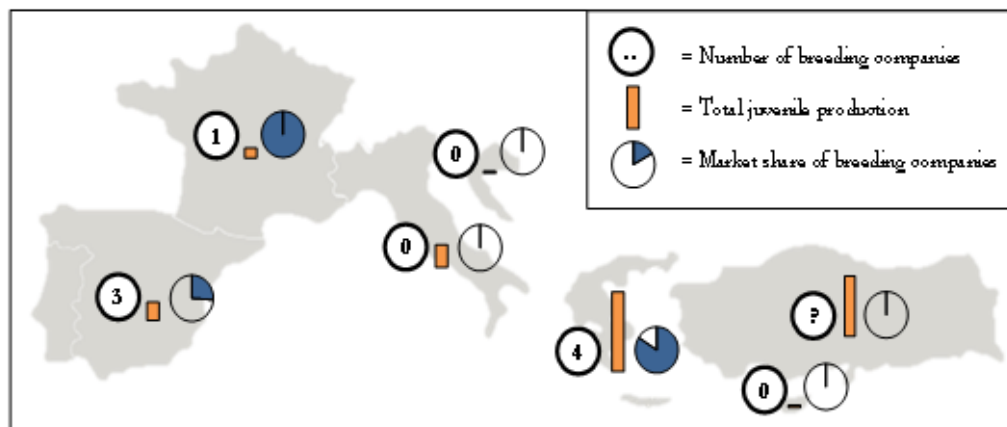 ..
= Number of breeding companies
= Total juvenile production
= Market share of breeding companies
1
0
0
3
4
?
0